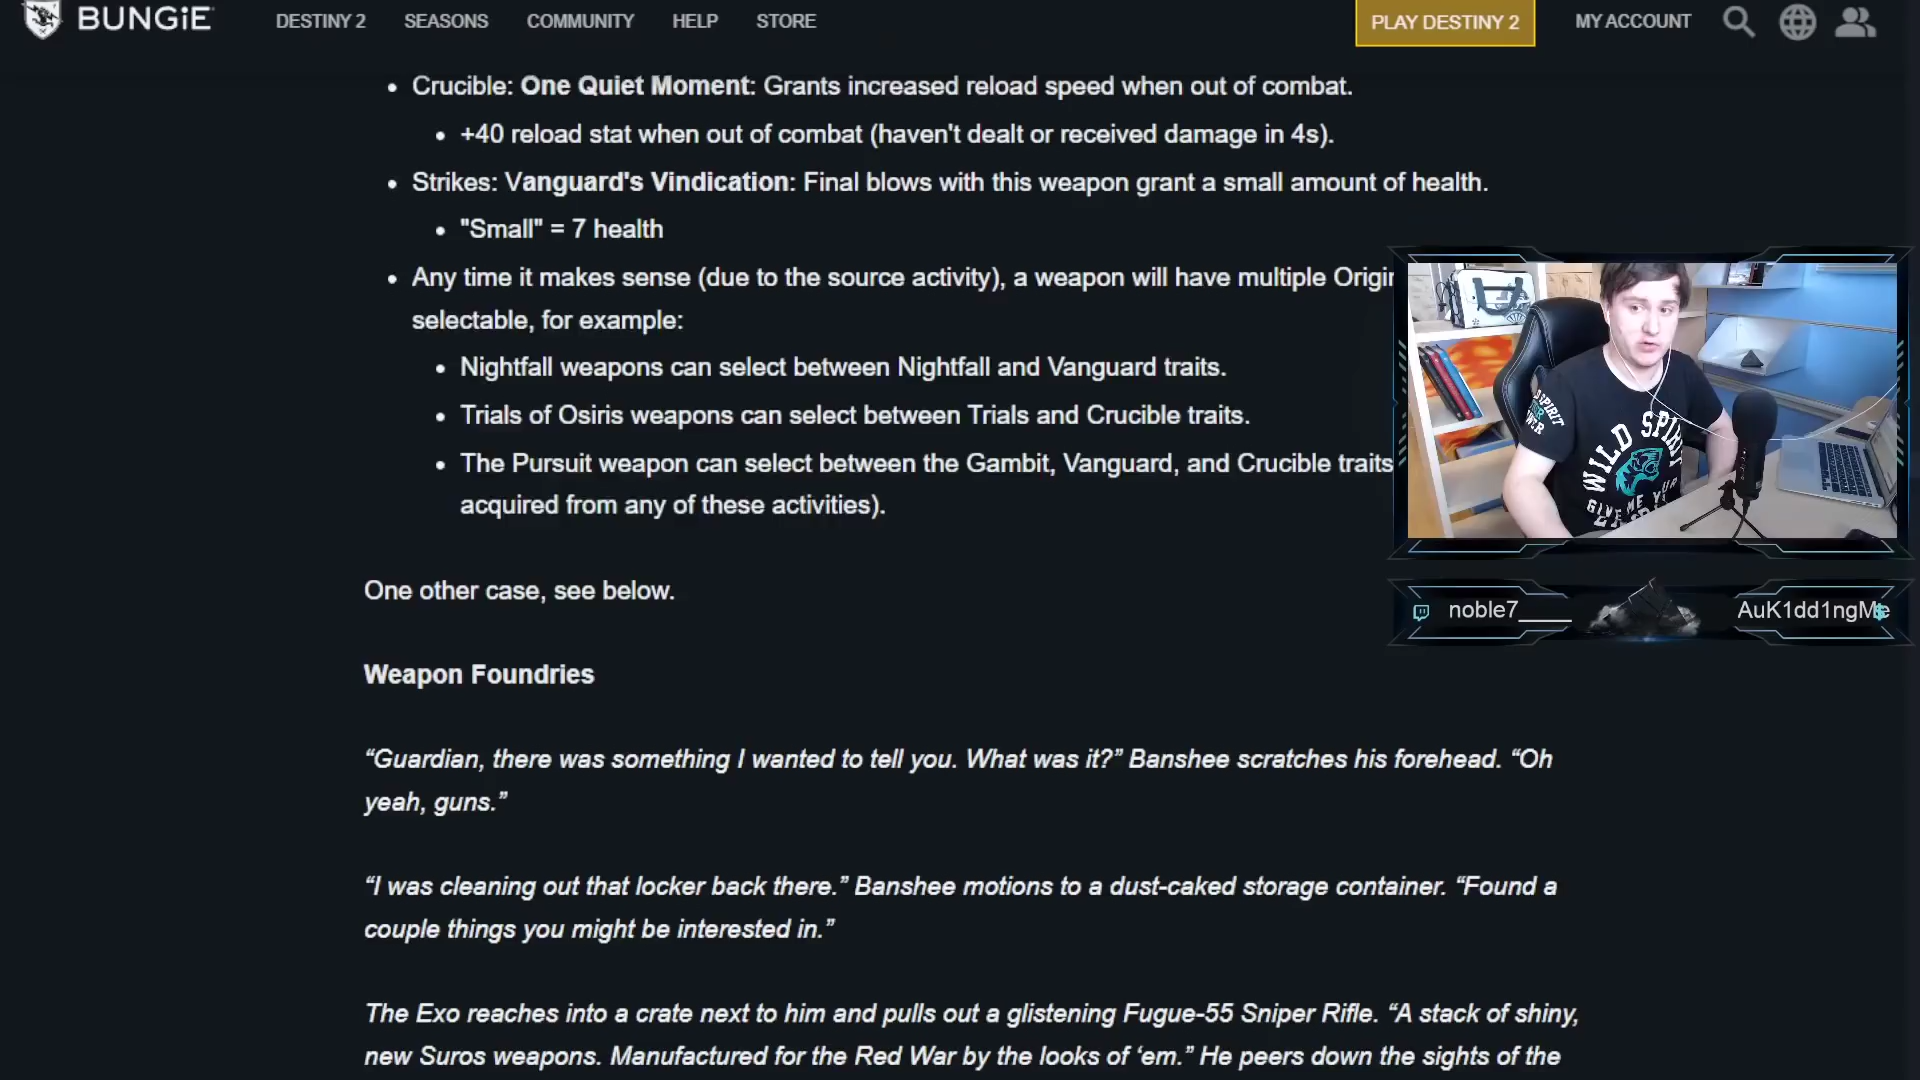 BUNGiE
DESTINY 2
SEASONS
COMMUNITY
HELP
STORE
PLAY DESTINY 2
MY ACCOUNT
Crucible: One Quiet Moment: Grants increased reload speed when out of combat.
+40 reload stat when out of combat (haven't dealt or received damage in 4s).
Strikes: Vanguard's Vindication: Final blows with this weapon grant a small amount of health.
"Small" = 7 health
Any time it makes sense (due to the source activity), a weapon will have multiple Origin
selectable, for example:
Nightfall weapons can select between Nightfall and Vanguard traits.
Trials of Osiris weapons can select between Trials and Crucible traits.
The Pursuit weapon can select between the Gambit, Vanguard, and Crucible traits
acquired from any of these activities).
One other case, see below.
WILD SPIRIT
GIVE ME YOUR
noble7____
AuK1dd1ngMe
Weapon Foundries
“Guardian, there was something I wanted to tell you. What was it?” Banshee scratches his forehead. “Oh
yeah, guns.”
“I was cleaning out that locker back there.” Banshee motions to a dust-caked storage container. “Found a
couple things you might be interested in.”
The Exo reaches into a crate next to him and pulls out a glistening Fugue-55 Sniper Rifle. “A stack of shiny,
new Suros weapons. Manufactured for the Red War by the looks of ‘em.” He peers down the sights of the